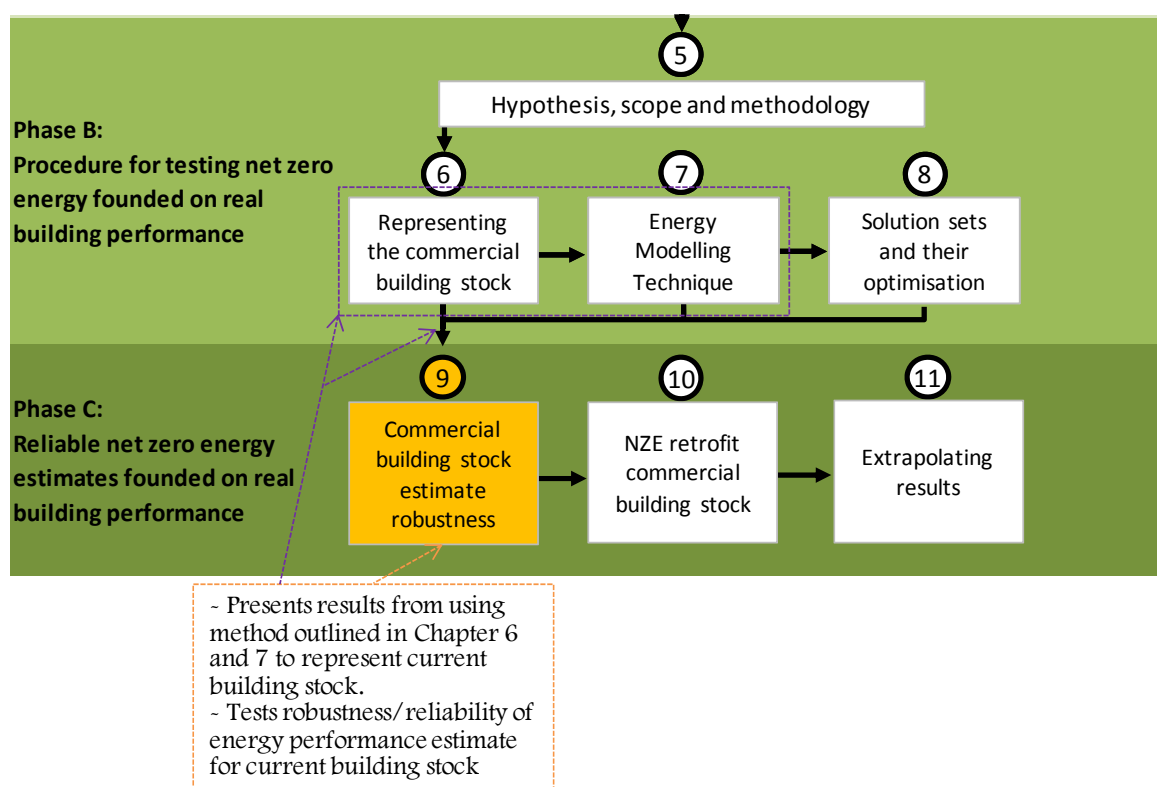 5
Hypothesis, scope and methodology
Phase B:
Procedure for testing net zero
energy founded on real
building performance
6
Representing
the commercial
building stock
7
Energy
Modelling
Technique
8
Solution sets
and their
optimisation
Phase C:
Reliable net zero energy
estimates founded on real
building performance
9
Commercial
building stock
estimate
robustness
10
NZE retrofit
commercial
building stock
11
Extrapolating
results
- Presents results from using
method outlined in Chapter 6
and 7 to represent current
building stock.
- Tests robustness/reliability of
energy performance estimate
for current building stock